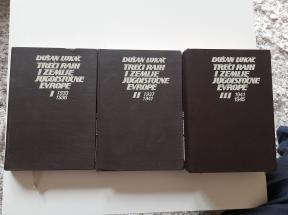 DUŠAN LUKAČ
TREĆI RAJH
I ZEMLJE
JUGOISTOČNE
EVROPE
I 1933
1936
DUŠAN LUKAČ
TREĆI RAJH
I ZEMLJE
JUGOISTOČNE
EVROPE
II 1937
1941
DUŠAN LUKAČ
TREĆI RAJH
I ZEMLJE
JUGOISTOČNE
EVROPE
III 1941
1945